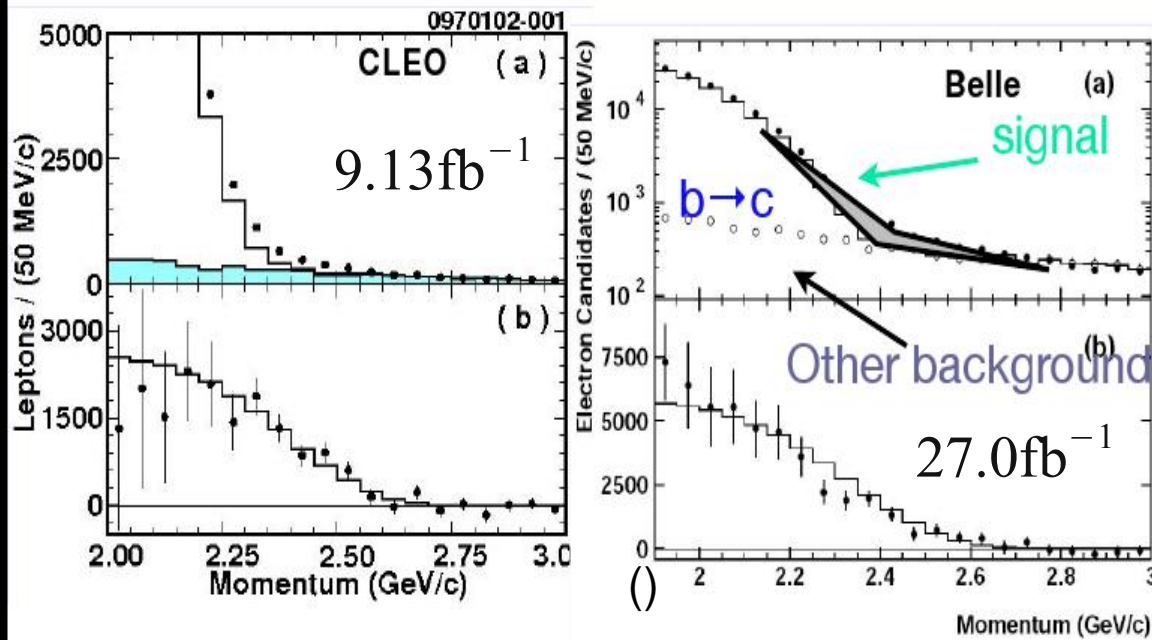 0970102-001
CLEO (a)
9.13fb⁻¹
5000
2500
0
Leptons / (50 MeV/c)
(b)
3000
1500
0
2.00 2.25 2.50 2.75 3.0
Momentum (GeV/c)
Belle (a)
signal
b→c
10⁴
10³
10²
Electron Candidates / (50 MeV/c)
(b)
Other background
27.0fb⁻¹
7500
5000
2500
0
2 2.2 2.4 2.6 2.8 3
()
Momentum (GeV/c)